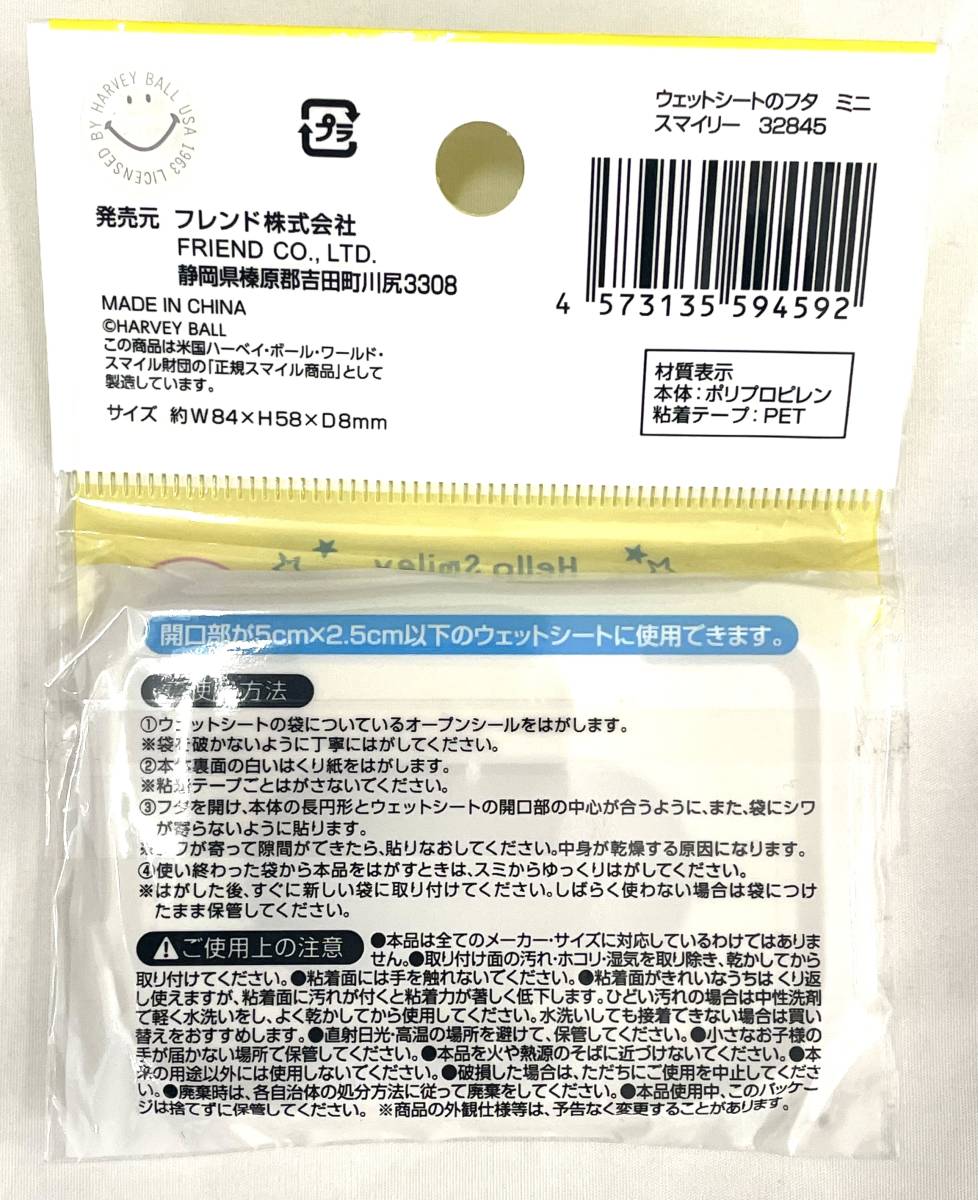 LICENSED BY HARVEY BALL USA 1963
プラ
ウェットシートのフタ ミニ
スマイリー 32845
4 573135 594592
発売元 フレンド株式会社
FRIEND CO., LTD.
静岡県榛原郡吉田町川尻3308
MADE IN CHINA
©HARVEY BALL
この商品は米国ハーベイ・ボール・ワールド・
スマイル財団の「正規スマイル商品」として
製造しています。
サイズ 約W84×H58×D8mm
材質表示
本体：ポリプロピレン
粘着テープ：PET
Hello Smiley
開口部が5cm×2.5cm以下のウェットシートに使用できます。
使用方法
①ウェットシートの袋についているオープンシールをはがします。
※袋を破かないように丁寧にはがしてください。
②本体裏面の白いはくり紙をはがします。
※粘着テープごとはがさないでください。
③フタを開け、本体の長円形とウェットシートの開口部の中心が合うように、また、袋にシワ
が寄らないように貼ります。
※シワが寄って隙間ができたら、貼りなおしてください。中身が乾燥する原因になります。
④使い終わった袋から本品をはがすときは、スミからゆっくりはがしてください。
※はがした後、すぐに新しい袋に取り付けてください。しばらく使わない場合は袋につけ
たまま保管してください。
ご使用上の注意 ●本品は全てのメーカー・サイズに対応しているわけではありま
せん。●取り付け面の汚れ・ホコリ・湿気を取り除き、乾かしてから
取り付けてください。●粘着面には手を触れないでください。●粘着面がきれいなうちはくり返
し使えますが、粘着面に汚れが付くと粘着力が著しく低下します。ひどい汚れの場合は中性洗剤
で軽く水洗いをし、よく乾かしてから使用してください。水洗いしても接着できない場合は買い
替えをおすすめします。●直射日光・高温の場所を避けて、保管してください。●小さなお子様の
手が届かない場所で保管してください。●本品を火や熱源のそばに近づけないでください。●本
来の用途以外には使用しないでください。●破損した場合は、ただちにご使用を中止してくださ
い。●廃棄時は、各自治体の処分方法に従って廃棄をしてください。●本品使用中、このパッケー
ジは捨てずに保管してください。 ※商品の外観仕様等は、予告なく変更することがあります。